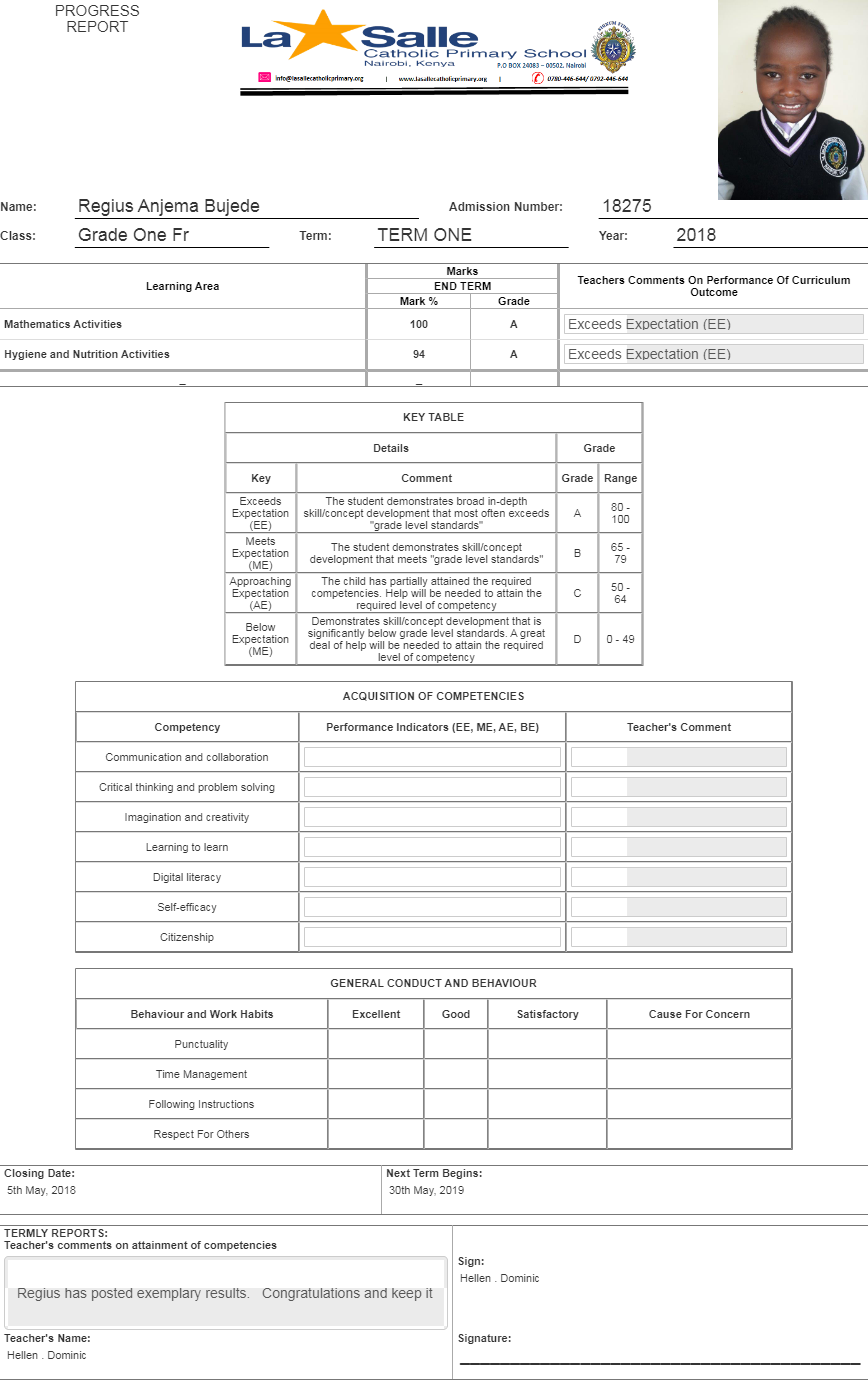 PROGRESS
REPORT
La Salle
Catholic Primary School
Nairobi, Kenya
P.O BOX 24083 – 00502. Nairobi
info@lasallecatholicprimary.org | www.lasallecatholicprimary.org | 0780-446-644/ 0792-446-644
Name: Regius Anjema Bujede Admission Number: 18275
Class: Grade One Fr Term: TERM ONE Year: 2018
Learning Area Marks Teachers Comments On Performance Of Curriculum Outcome
END TERM
Mark % Grade
Mathematics Activities 100 A Exceeds Expectation (EE)
Hygiene and Nutrition Activities 94 A Exceeds Expectation (EE)
KEY TABLE
Details Grade
Key Comment Grade Range
Exceeds Expectation (EE) The student demonstrates broad in-depth skill/concept development that most often exceeds "grade level standards" A 80 - 100
Meets Expectation (ME) The student demonstrates skill/concept development that meets "grade level standards" B 65 - 79
Approaching Expectation (AE) The child has partially attained the required competencies. Help will be needed to attain the required level of competency C 50 - 64
Below Expectation (ME) Demonstrates skill/concept development that is significantly below grade level standards. A great deal of help will be needed to attain the required level of competency D 0 - 49
ACQUISITION OF COMPETENCIES
Competency Performance Indicators (EE, ME, AE, BE) Teacher's Comment
Communication and collaboration
Critical thinking and problem solving
Imagination and creativity
Learning to learn
Digital literacy
Self-efficacy
Citizenship
GENERAL CONDUCT AND BEHAVIOUR
Behaviour and Work Habits Excellent Good Satisfactory Cause For Concern
Punctuality
Time Management
Following Instructions
Respect For Others
Closing Date: Next Term Begins:
5th May, 2018 30th May, 2019
TERMLY REPORTS:
Teacher's comments on attainment of competencies
Sign:
Hellen . Dominic
Regius has posted exemplary results. Congratulations and keep it
Teacher's Name: Signature:
Hellen . Dominic